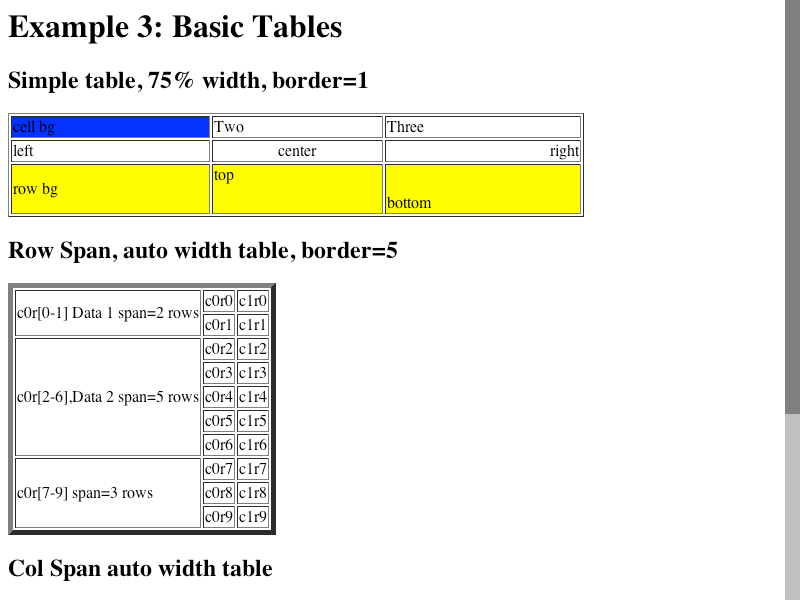 Example 3: Basic Tables
Simple table, 75% width, border=1
cell bg Two Three
left center right
row bg top bottom
Row Span, auto width table, border=5
c0r[0-1] Data 1 span=2 rows c0r0 c1r0
c0r1 c1r1
c0r[2-6],Data 2 span=5 rows c0r2 c1r2
c0r3 c1r3
c0r4 c1r4
c0r5 c1r5
c0r6 c1r6
c0r[7-9] span=3 rows c0r7 c1r7
c0r8 c1r8
c0r9 c1r9
Col Span auto width table